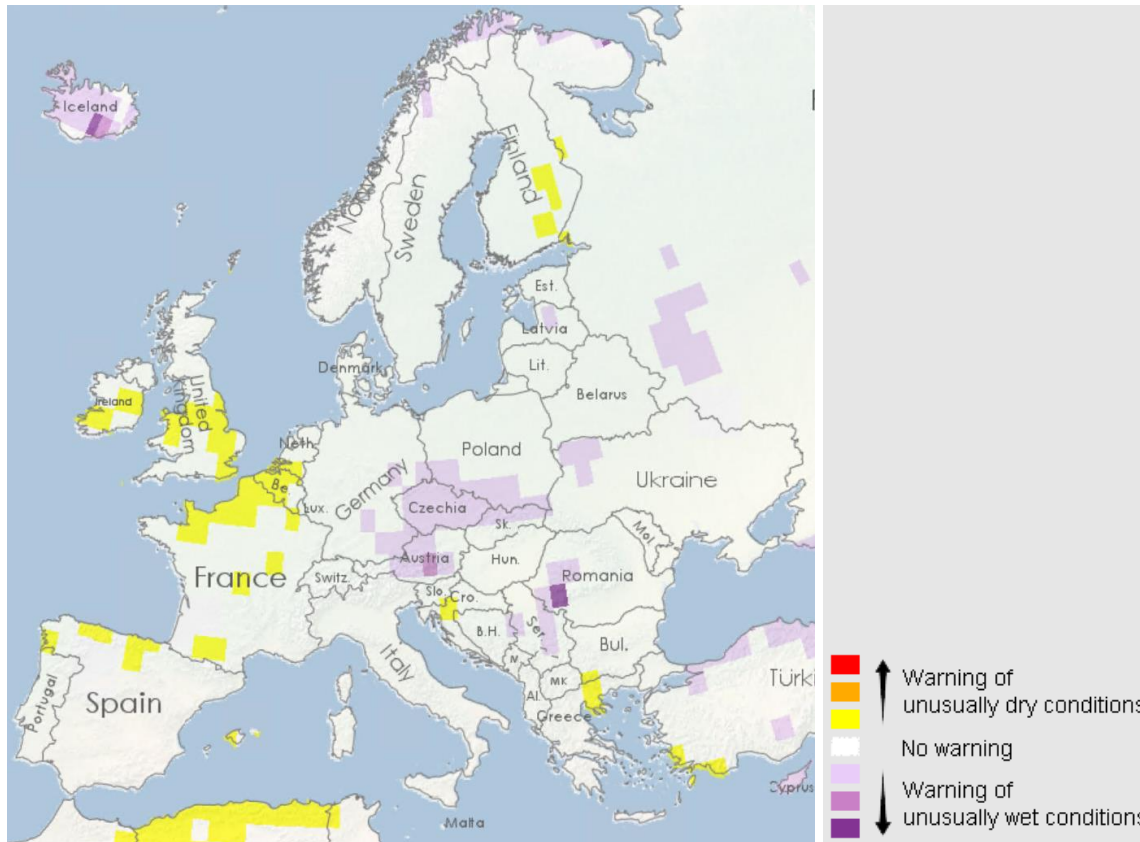 Iceland
Norway
Sweden
Finland
Est.
Latvia
Lit.
Denmark
Belarus
United
Kingdom
Ireland
Neth.
Poland
Be.
Germany
Ukraine
Lux.
Czechia
Sk.
Mol.
France
Switz.
Austria
Hun.
Romania
Slo.
Cro.
B.H.
Ser.
Bul.
Italy
MK
Al.
Greece
Portugal
Spain
Türki
Cyprus
Malta
Warning of
unusually dry conditions
No warning
Warning of
unusually wet conditions